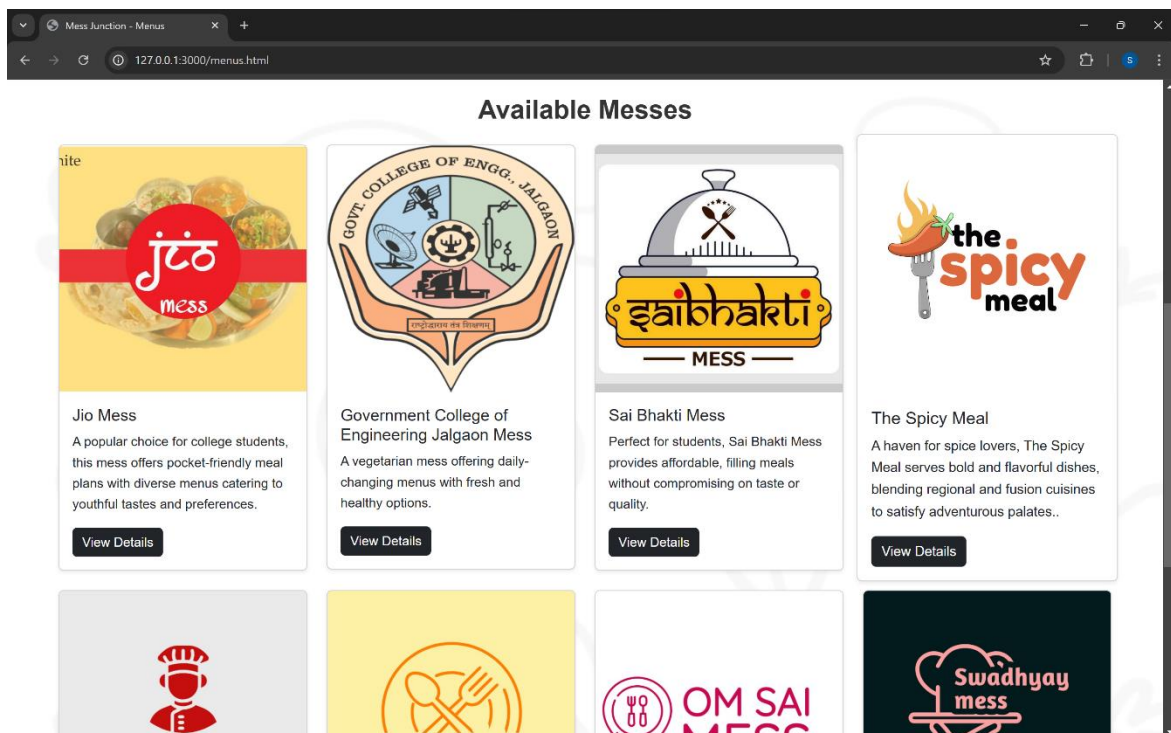 Mess Junction - Menus
127.0.0.1:3000/menus.html
S
Available Messes
nite
jio
mess
GOVT. COLLEGE OF ENGG., JALGAON
राष्ट्रोद्धाराय तंत्र शिक्षणम्
saibhakti
MESS
the
spicy
meal
Jio Mess
A popular choice for college students,
this mess offers pocket-friendly meal
plans with diverse menus catering to
youthful tastes and preferences.
View Details
Government College of
Engineering Jalgaon Mess
A vegetarian mess offering daily-
changing menus with fresh and
healthy options.
View Details
Sai Bhakti Mess
Perfect for students, Sai Bhakti Mess
provides affordable, filling meals
without compromising on taste or
quality.
View Details
The Spicy Meal
A haven for spice lovers, The Spicy
Meal serves bold and flavorful dishes,
blending regional and fusion cuisines
to satisfy adventurous palates..
View Details
OM SAI
MESS
Swadhyay
mess